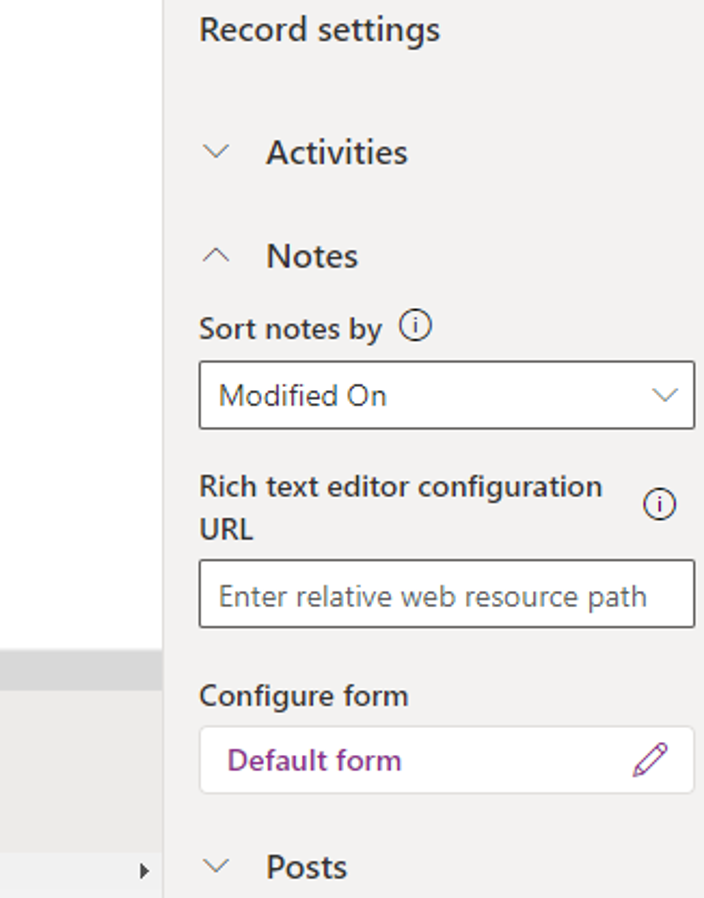 Record settings
Activities
Notes
Sort notes by
Modified On
Rich text editor configuration
URL
Enter relative web resource path
Configure form
Default form
Posts